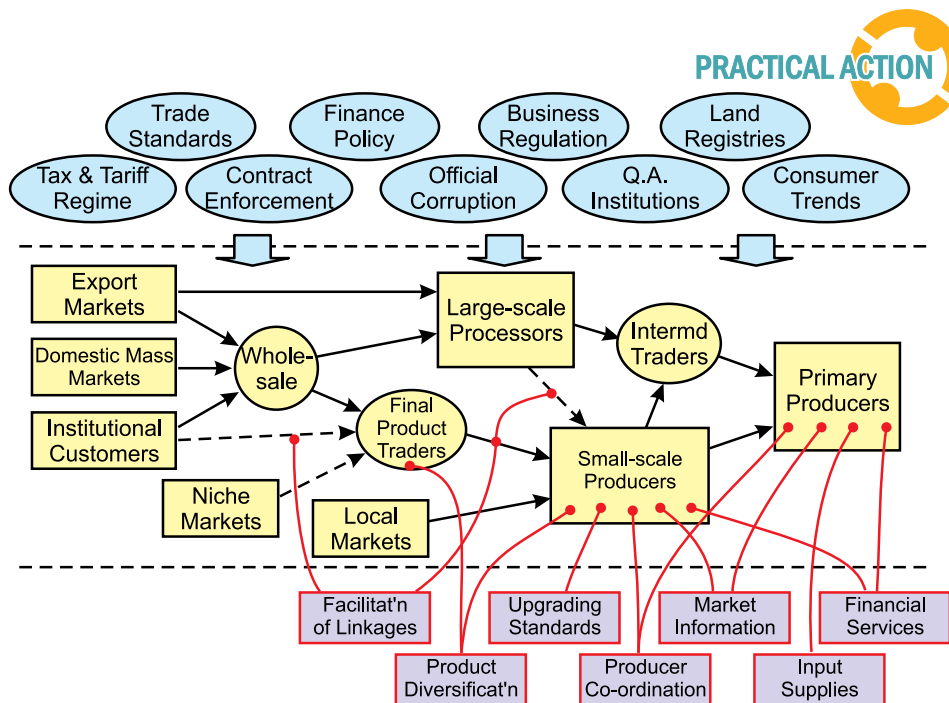 PRACTICAL ACTION
Trade
Standards
Finance
Policy
Business
Regulation
Land
Registries
Tax & Tariff
Regime
Contract
Enforcement
Official
Corruption
Q.A.
Institutions
Consumer
Trends
Export
Markets
Large-scale
Processors
Intermd
Traders
Whole-
sale
Domestic Mass
Markets
Primary
Producers
Institutional
Customers
Final
Product
Traders
Small-scale
Producers
Niche
Markets
Local
Markets
Facilitat'n
of Linkages
Upgrading
Standards
Market
Information
Financial
Services
Product
Diversificat'n
Producer
Co-ordination
Input
Supplies